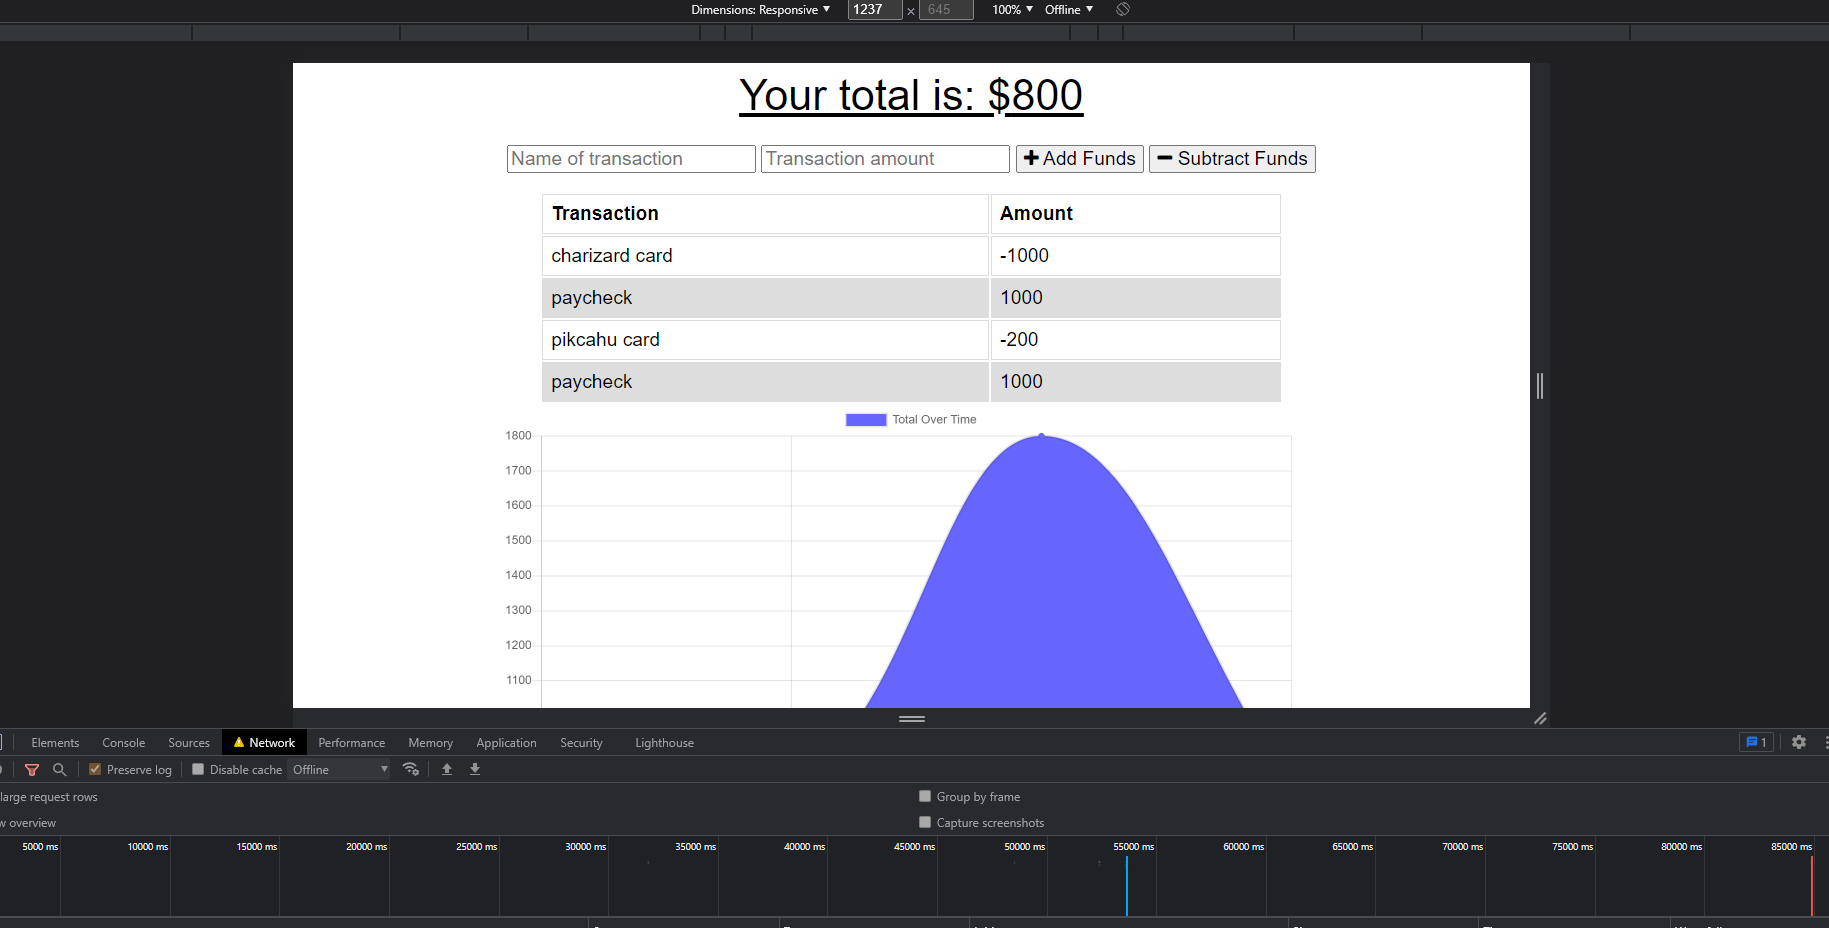 Dimensions: Responsive ▼ 1237 × 645 100% ▼ Offline ▼
Your total is: $800
Name of transaction Transaction amount + Add Funds − Subtract Funds
Transaction Amount
charizard card -1000
paycheck 1000
pikcahu card -200
paycheck 1000
Total Over Time
1800
1700
1600
1500
1400
1300
1200
1100
Elements Console Sources Network Performance Memory Application Security Lighthouse 1
Preserve log Disable cache Offline ▼
large request rows Group by frame
w overview Capture screenshots
5000 ms 10000 ms 15000 ms 20000 ms 25000 ms 30000 ms 35000 ms 40000 ms 45000 ms 50000 ms 55000 ms 60000 ms 65000 ms 70000 ms 75000 ms 80000 ms 85000 ms